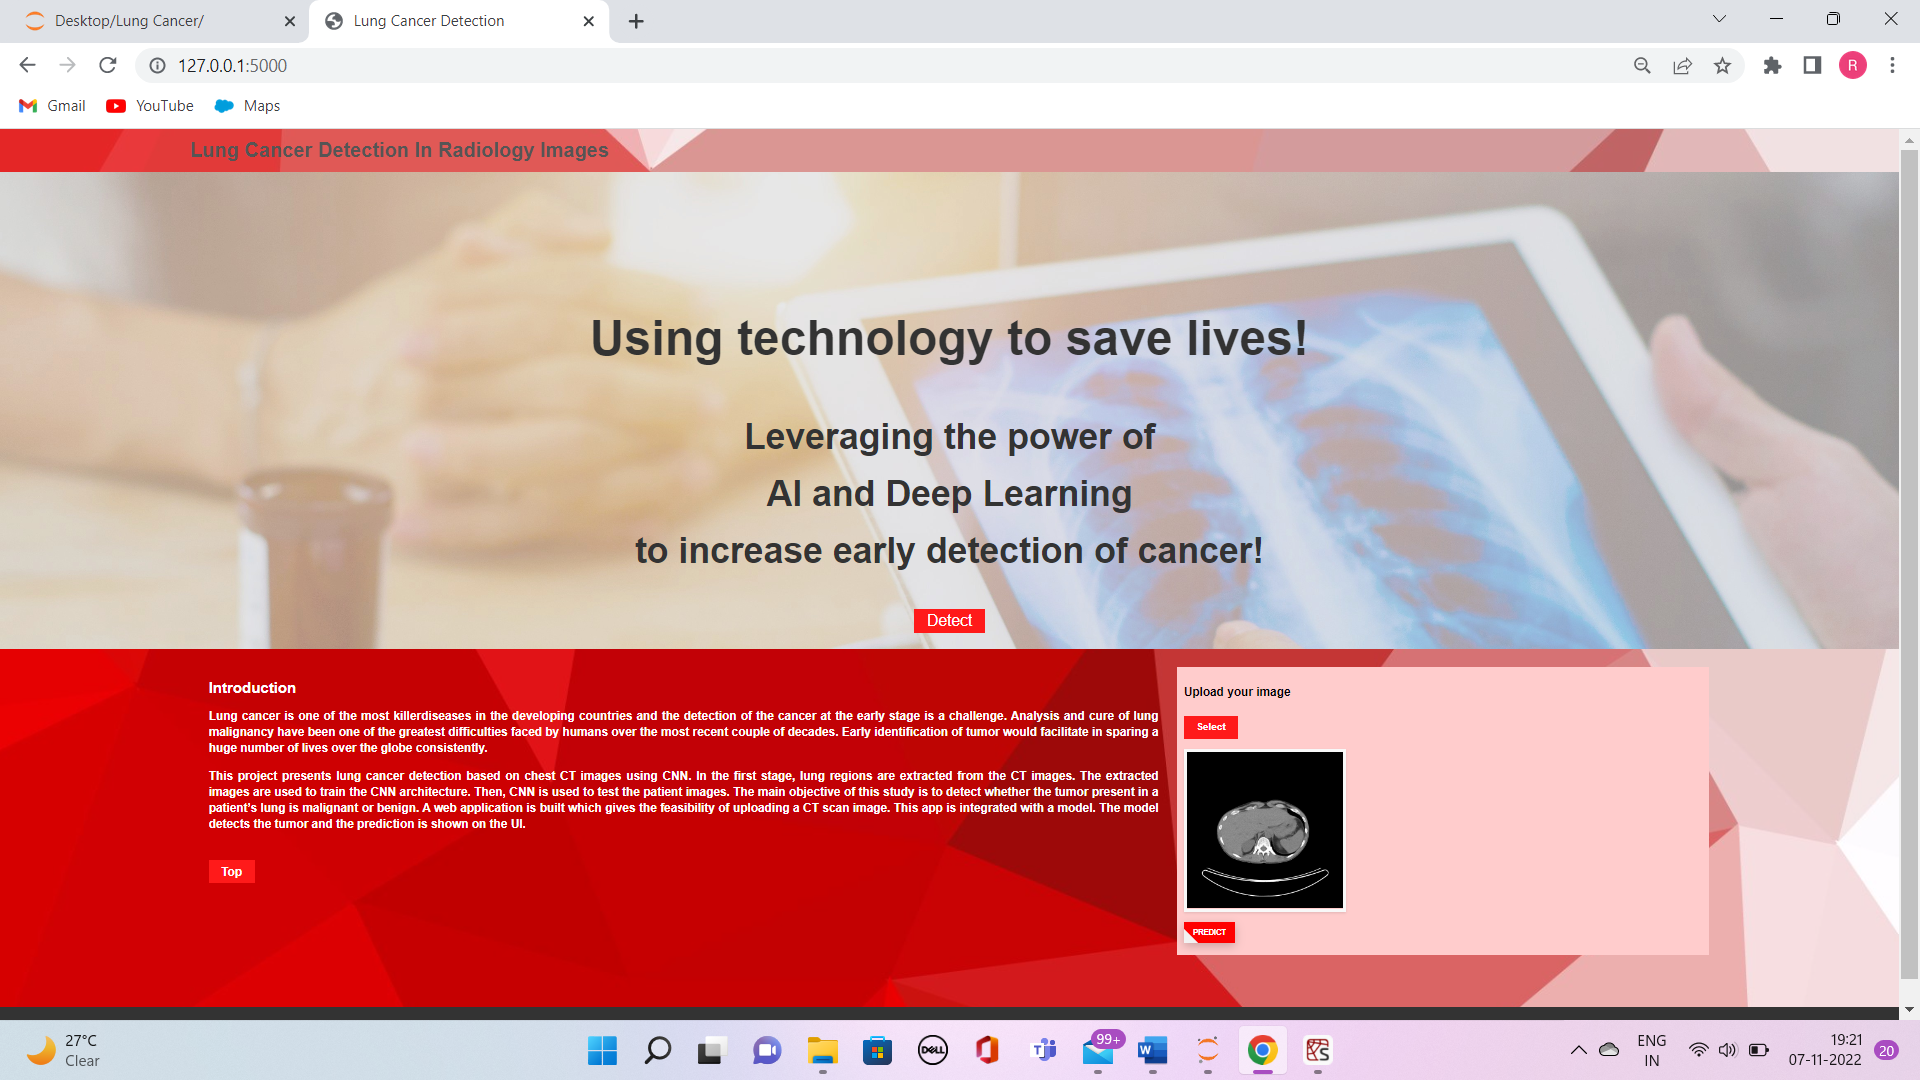 Desktop/Lung Cancer/
Lung Cancer Detection
127.0.0.1:5000
R
Gmail
YouTube
Maps
Lung Cancer Detection In Radiology Images
Using technology to save lives!
Leveraging the power of
AI and Deep Learning
to increase early detection of cancer!
Detect
Introduction
Lung cancer is one of the most killerdiseases in the developing countries and the detection of the cancer at the early stage is a challenge. Analysis and cure of lung
malignancy have been one of the greatest difficulties faced by humans over the most recent couple of decades. Early identification of tumor would facilitate in sparing a
huge number of lives over the globe consistently.
This project presents lung cancer detection based on chest CT images using CNN. In the first stage, lung regions are extracted from the CT images. The extracted
images are used to train the CNN architecture. Then, CNN is used to test the patient images. The main objective of this study is to detect whether the tumor present in a
patient's lung is malignant or benign. A web application is built which gives the feasibility of uploading a CT scan image. This app is integrated with a model. The model
detects the tumor and the prediction is shown on the UI.
Top
Upload your image
Select
PREDICT
27°C
Clear
DELL
T
99+
W
ENG
IN
19:21
07-11-2022
20